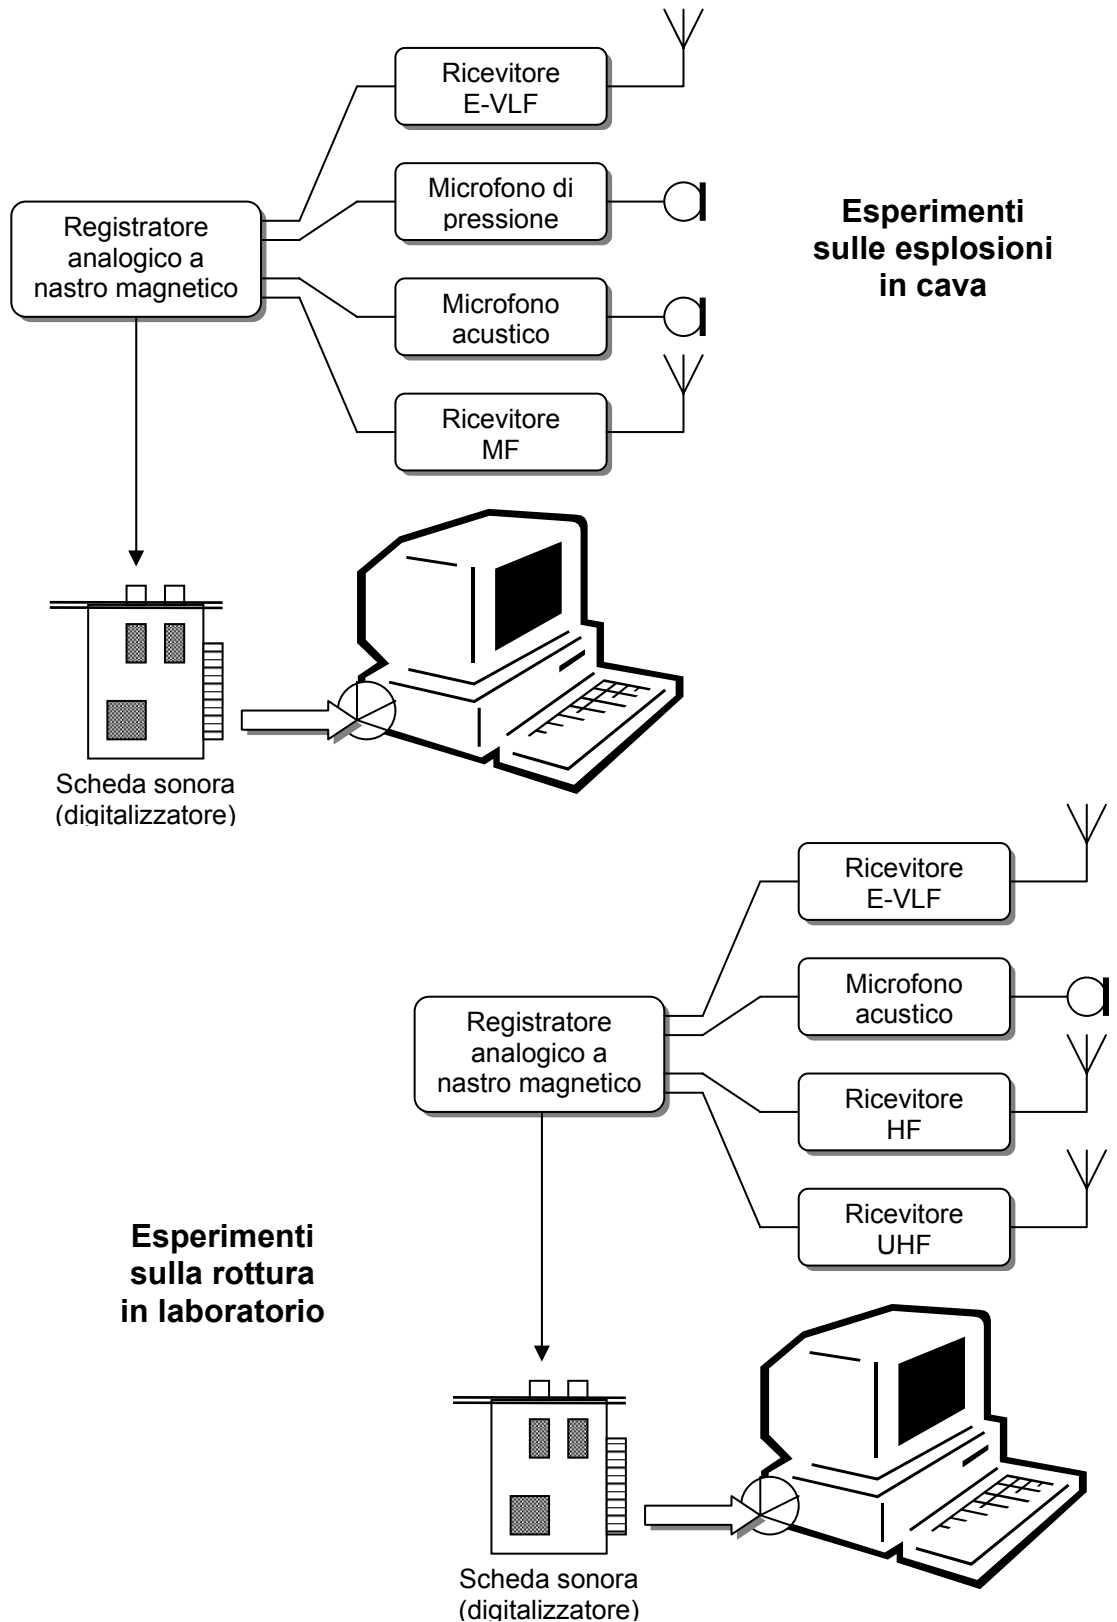 Ricevitore
E-VLF
Microfono di
pressione
Registratore
analogico a
nastro magnetico
Microfono
acustico
Ricevitore
MF
Esperimenti
sulle esplosioni
in cava
Scheda sonora
(digitalizzatore)
Ricevitore
E-VLF
Microfono
acustico
Registratore
analogico a
nastro magnetico
Ricevitore
HF
Ricevitore
UHF
Esperimenti
sulla rottura
in laboratorio
Scheda sonora
(digitalizzatore)